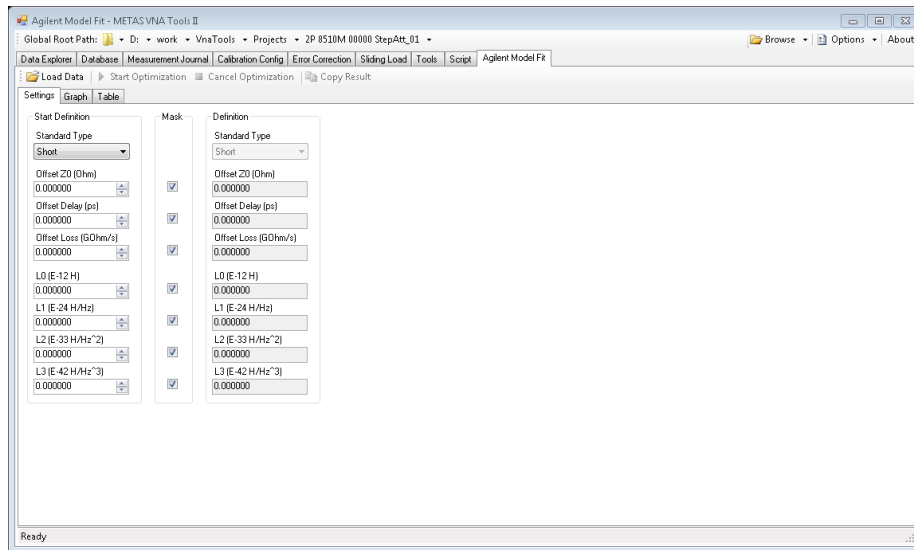 Agilent Model Fit - METAS VNA Tools II
Global Root Path: D: work VnaTools Projects 2P 8510M 00000 StepAtt_01 Browse Options About
Data Explorer Database Measurement Journal Calibration Config Error Correction Sliding Load Tools Script Agilent Model Fit
Load Data Start Optimization Cancel Optimization Copy Result
Settings Graph Table
Start Definition Mask Definition
Standard Type Standard Type
Short Short
Offset Z0 (Ohm) Offset Z0 (Ohm)
0.000000 0.000000
Offset Delay (ps) Offset Delay (ps)
0.000000 0.000000
Offset Loss (GOhm/s) Offset Loss (GOhm/s)
0.000000 0.000000
L0 (E-12 H) L0 (E-12 H)
0.000000 0.000000
L1 (E-24 H/Hz) L1 (E-24 H/Hz)
0.000000 0.000000
L2 (E-33 H/Hz^2) L2 (E-33 H/Hz^2)
0.000000 0.000000
L3 (E-42 H/Hz^3) L3 (E-42 H/Hz^3)
0.000000 0.000000
Ready